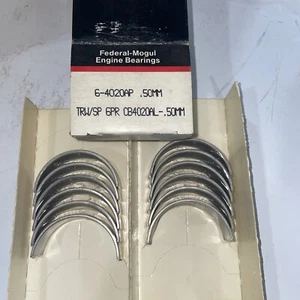 Federal-Mogul
Engine Bearings
6-4020AP .50MM
TRW/SP 6PR CB4020AL-.50MM